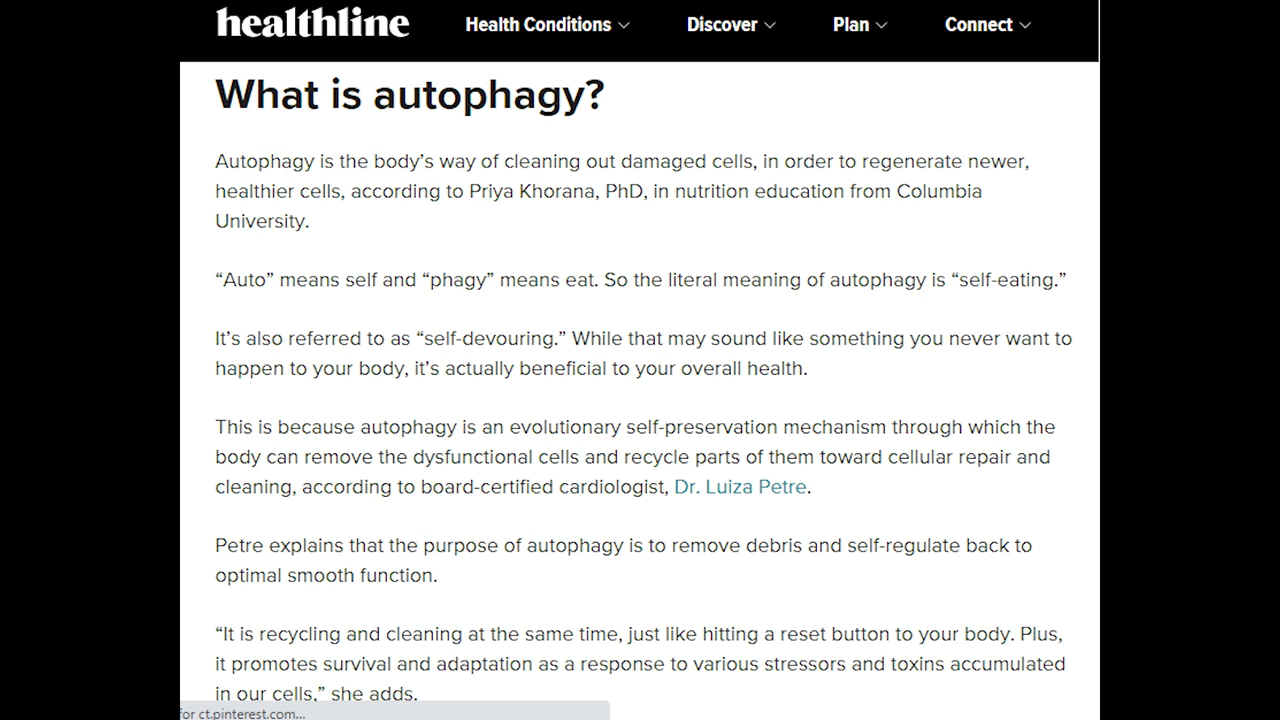 healthline
Health Conditions
Discover
Plan
Connect
What is autophagy?
Autophagy is the body’s way of cleaning out damaged cells, in order to regenerate newer,
healthier cells, according to Priya Khorana, PhD, in nutrition education from Columbia
University.
“Auto” means self and “phagy” means eat. So the literal meaning of autophagy is “self-eating.”
It’s also referred to as “self-devouring.” While that may sound like something you never want to
happen to your body, it’s actually beneficial to your overall health.
This is because autophagy is an evolutionary self-preservation mechanism through which the
body can remove the dysfunctional cells and recycle parts of them toward cellular repair and
cleaning, according to board-certified cardiologist, Dr. Luiza Petre.
Petre explains that the purpose of autophagy is to remove debris and self-regulate back to
optimal smooth function.
“It is recycling and cleaning at the same time, just like hitting a reset button to your body. Plus,
it promotes survival and adaptation as a response to various stressors and toxins accumulated
in our cells,” she adds.
for ct.pinterest.com...